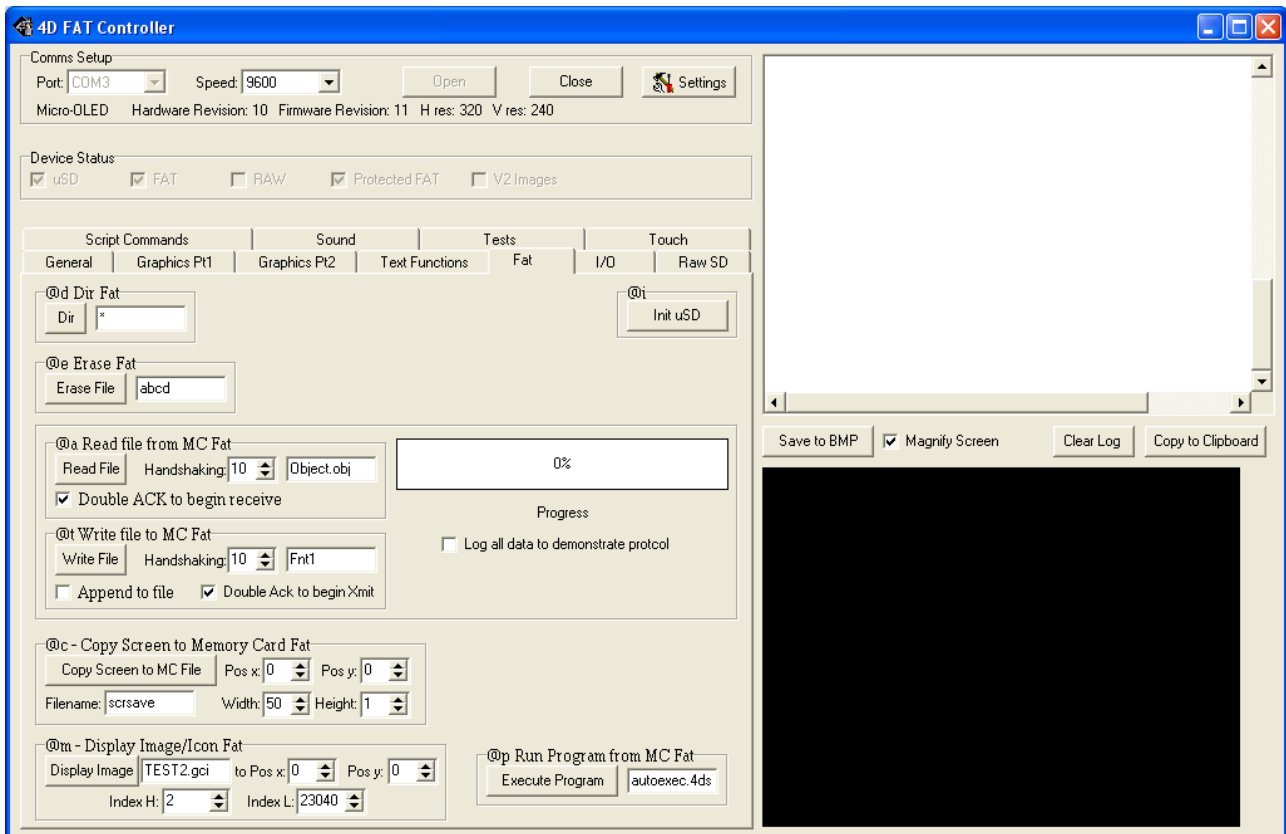 4D FAT Controller
Comms Setup
Port: COM3 Speed: 9600 Open Close Settings
Micro-OLED Hardware Revision: 10 Firmware Revision: 11 H res: 320 V res: 240
Device Status
uSD FAT RAW Protected FAT V2 Images
Script Commands Sound Tests Touch
General Graphics Pt1 Graphics Pt2 Text Functions Fat I/O Raw SD
@d Dir Fat
Dir *
@i
Init uSD
@e Erase Fat
Erase File abcd
@a Read file from MC Fat
Read File Handshaking: 10 Object.obj
Double ACK to begin receive
0%
Progress
Log all data to demonstrate protcol
@t Write file to MC Fat
Write File Handshaking: 10 Fnt1
Append to file Double Ack to begin Xmit
@c - Copy Screen to Memory Card Fat
Copy Screen to MC File Pos x: 0 Pos y: 0
Filename: scrsave Width: 50 Height: 1
@m - Display Image/Icon Fat
Display Image TEST2.gci to Pos x: 0 Pos y: 0
Index H: 2 Index L: 23040
@p Run Program from MC Fat
Execute Program autoexec.4ds
Save to BMP Magnify Screen Clear Log Copy to Clipboard